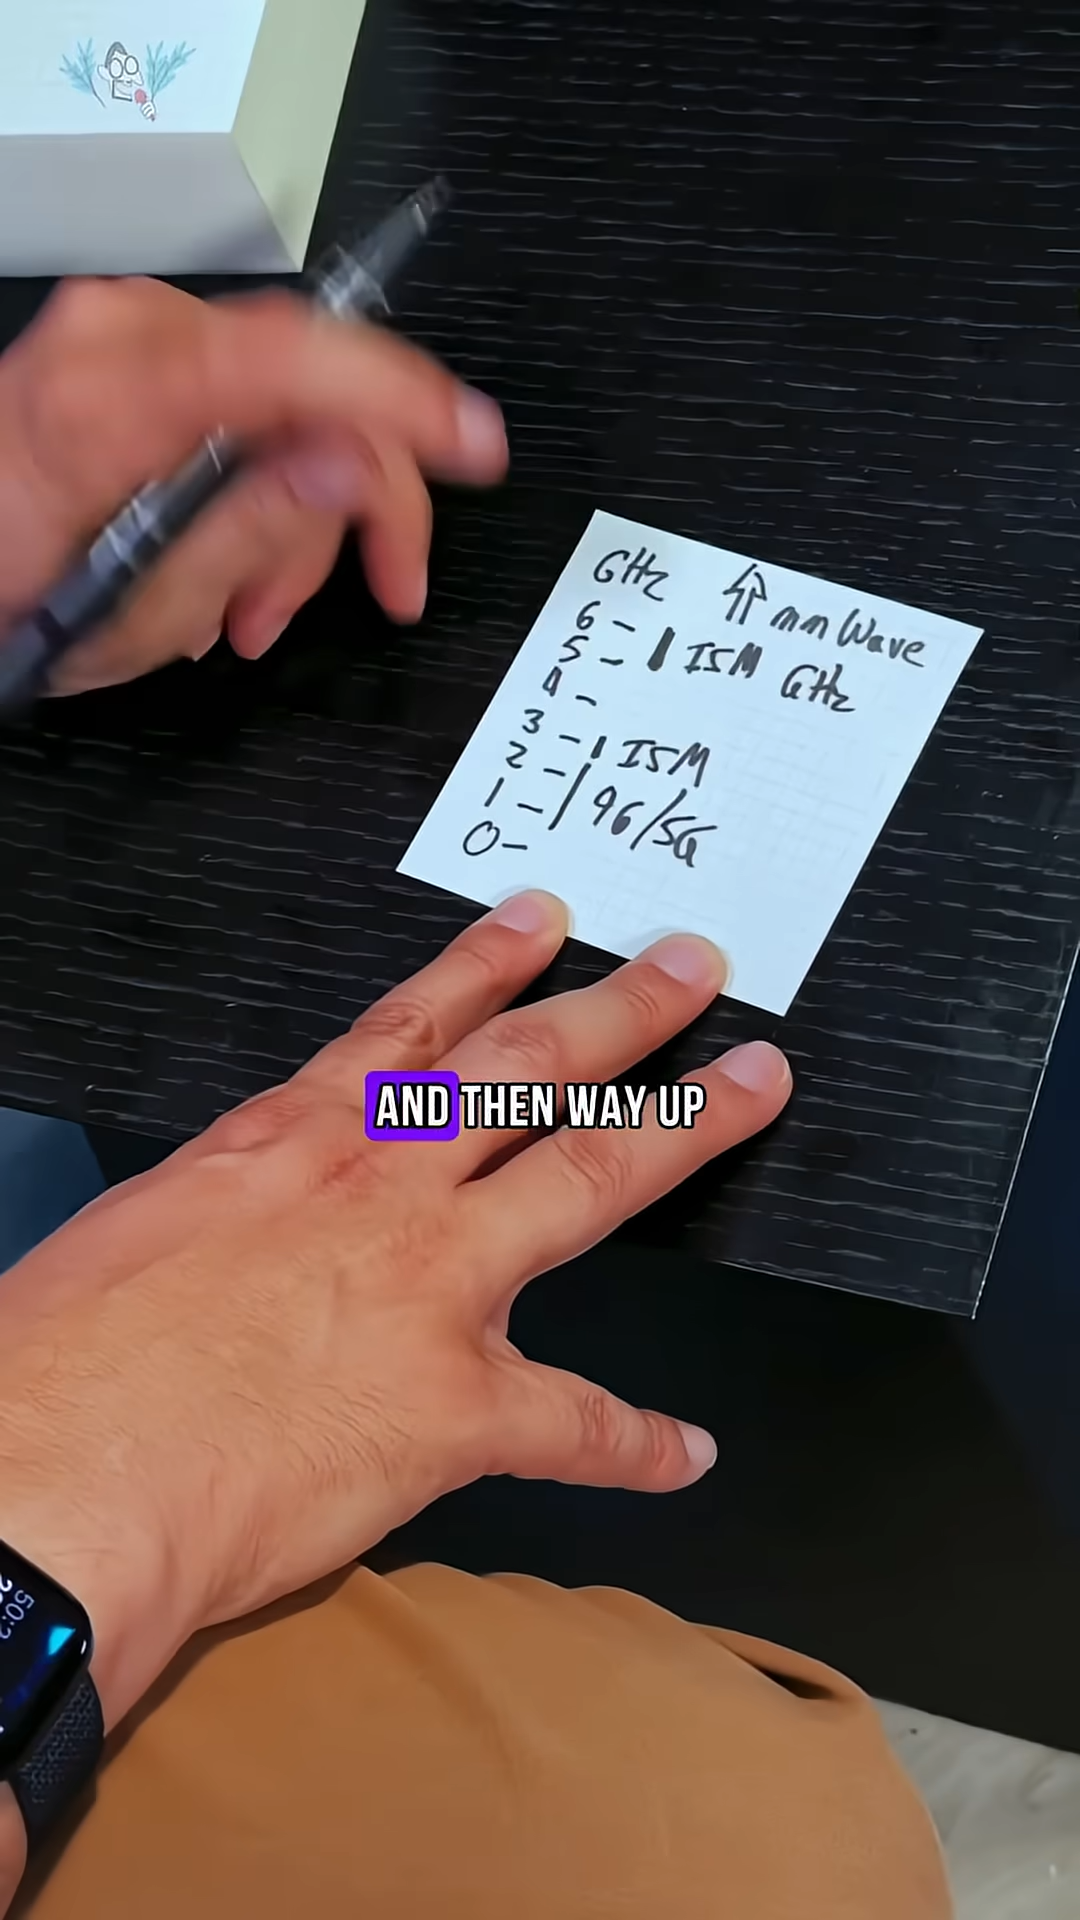 GHz ⇑ mmWave
6 -
5 - | ISM GHz
4 -
3 - | ISM
2 -
1 - | 4G/5G
0 -
AND THEN WAY UP